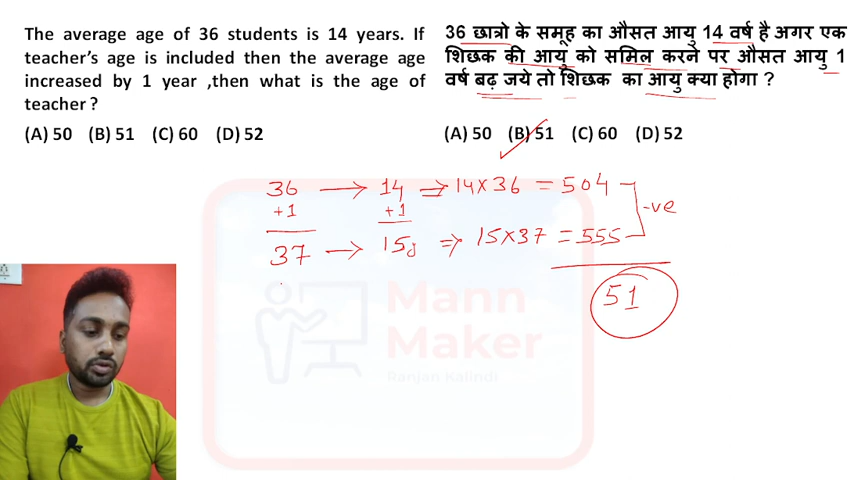 The average age of 36 students is 14 years. If
teacher's age is included then the average age
increased by 1 year ,then what is the age of
teacher ?
(A) 50 (B) 51 (C) 60 (D) 52
36 छात्रो के समूह का औसत आयु 14 वर्ष है अगर एक
शिछक की आयु को समिल करने पर औसत आयु 1
वर्ष बढ़ जये तो शिछक का आयु क्या होगा ?
(A) 50 (B) 51 (C) 60 (D) 52
36 → 14 ⇒ 14×36 = 504
+1 +1
-ve
37 → 15 ⇒ 15×37 = 555
51
Mann
Maker
Ranjan Kalindi